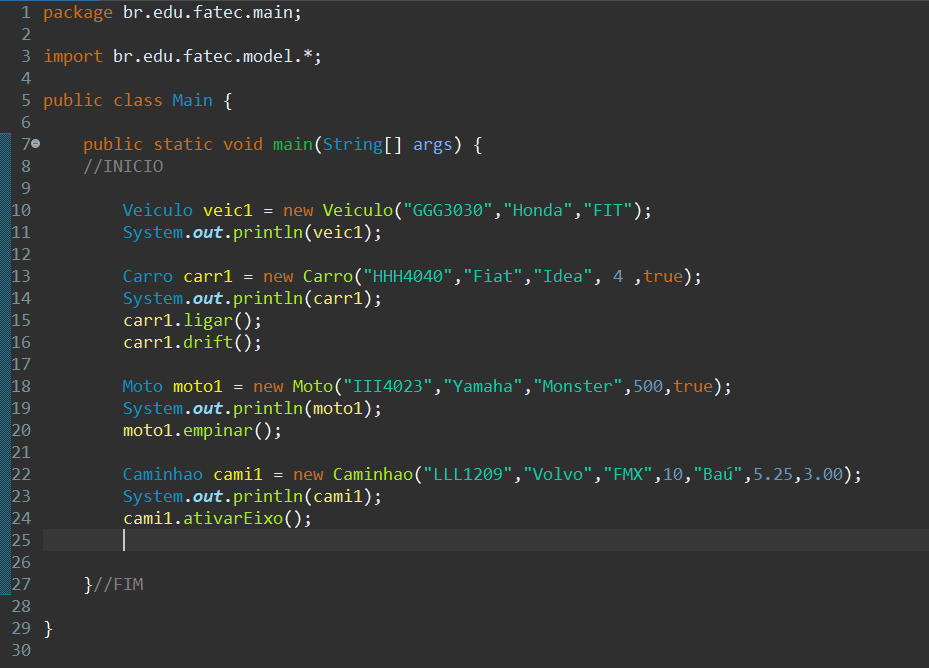 1 package br.edu.fatec.main;
2
3 import br.edu.fatec.model.*;
4
5 public class Main {
6
7 public static void main(String[] args) {
8 //INICIO
9
10 Veiculo veic1 = new Veiculo("GGG3030","Honda","FIT");
11 System.out.println(veic1);
12
13 Carro carr1 = new Carro("HHH4040","Fiat","Idea", 4 ,true);
14 System.out.println(carr1);
15 carr1.ligar();
16 carr1.drift();
17
18 Moto moto1 = new Moto("III4023","Yamaha","Monster",500,true);
19 System.out.println(moto1);
20 moto1.empinar();
21
22 Caminhao cami1 = new Caminhao("LLL1209","Volvo","FMX",10,"Baú",5.25,3.00);
23 System.out.println(cami1);
24 cami1.ativarEixo();
25
26
27 }//FIM
28
29 }
30